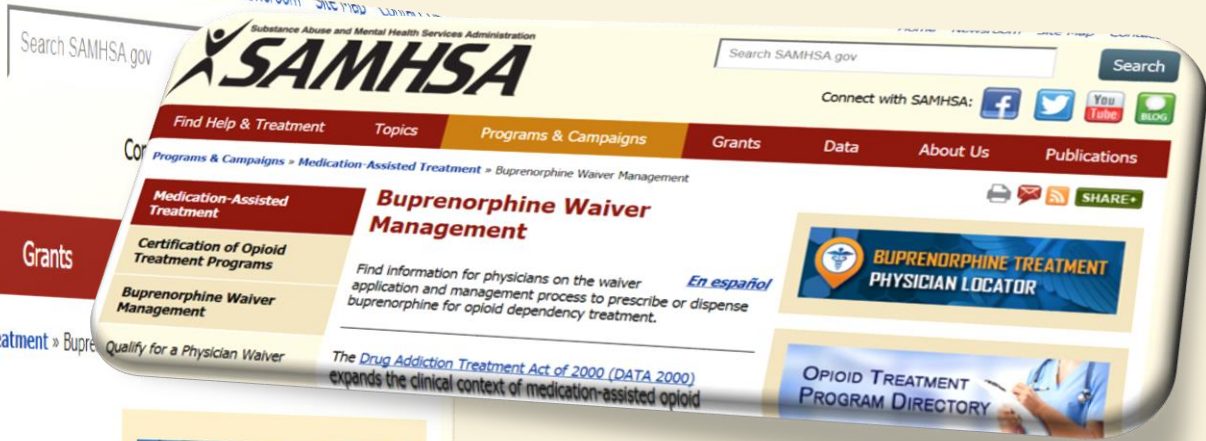 Search SAMHSA.gov
Grants
Substance Abuse and Mental Health Services Administration
SAMHSA
Search SAMHSA.gov
Search
Connect with SAMHSA:
You
Tube
BLOG
Find Help & Treatment
Topics
Programs & Campaigns
Grants
Data
About Us
Publications
Programs & Campaigns » Medication-Assisted Treatment » Buprenorphine Waiver Management
SHARE+
Medication-Assisted
Treatment
Certification of Opioid
Treatment Programs
Buprenorphine Waiver
Management
Qualify for a Physician Waiver
Buprenorphine Waiver
Management
En español
Find information for physicians on the waiver
application and management process to prescribe or dispense
buprenorphine for opioid dependency treatment.
The Drug Addiction Treatment Act of 2000 (DATA 2000)
expands the clinical context of medication-assisted opioid
BUPRENORPHINE TREATMENT
PHYSICIAN LOCATOR
OPIOID TREATMENT
PROGRAM DIRECTORY